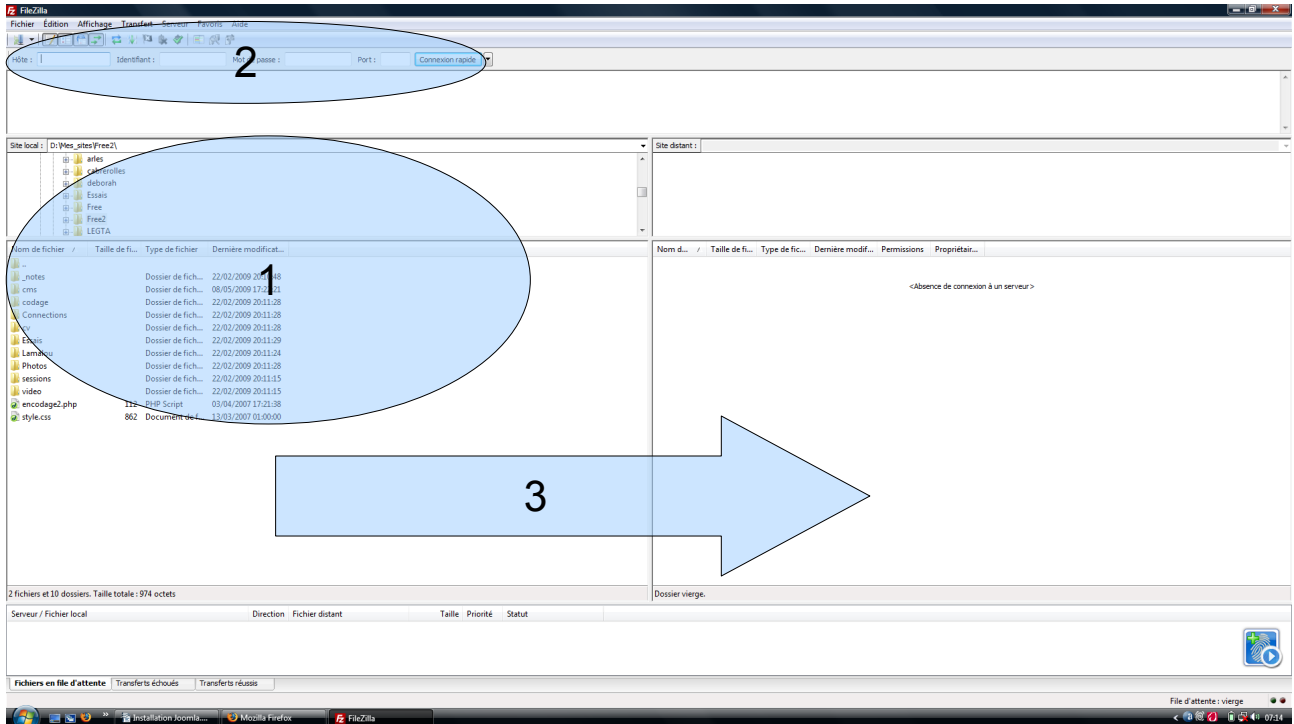 FileZilla
Fichier Édition Affichage Transfert Serveur Favoris Aide
Hôte : Identifiant : Mot de passe : Port : Connexion rapide
2
Site local : D:\Mes_sites\Free2\ Site distant :
arles
cabrerolles
deborah
Essais
Free
Free2
LEGTA
Nom de fichier Taille de fi... Type de fichier Dernière modificat... Nom d... Taille de fi... Type de fic... Dernière modif... Permissions Propriétair...
..
_notes Dossier de fich... 22/02/2009
cms Dossier de fich... 08/05/2009
<Absence de connexion à un serveur>
1
codage Dossier de fich... 22/02/2009 20:11:28
Connections Dossier de fich... 22/02/2009 20:11:28
cv Dossier de fich... 22/02/2009 20:11:28
Essais Dossier de fich... 22/02/2009 20:11:29
Lamalou Dossier de fich... 22/02/2009 20:11:24
Photos Dossier de fich... 22/02/2009 20:11:28
sessions Dossier de fich... 22/02/2009 20:11:15
video Dossier de fich... 22/02/2009 20:11:15
encodage2.php 112 PHP Script 03/04/2007 17:21:38
style.css 862 Document de f... 13/03/2007 01:00:00
3
2 fichiers et 10 dossiers. Taille totale : 974 octets Dossier vierge.
Serveur / Fichier local Direction Fichier distant Taille Priorité Statut
Fichiers en file d'attente Transferts échoués Transferts réussis
File d'attente : vierge
Installation Joomla.... Mozilla Firefox FileZilla 07:14